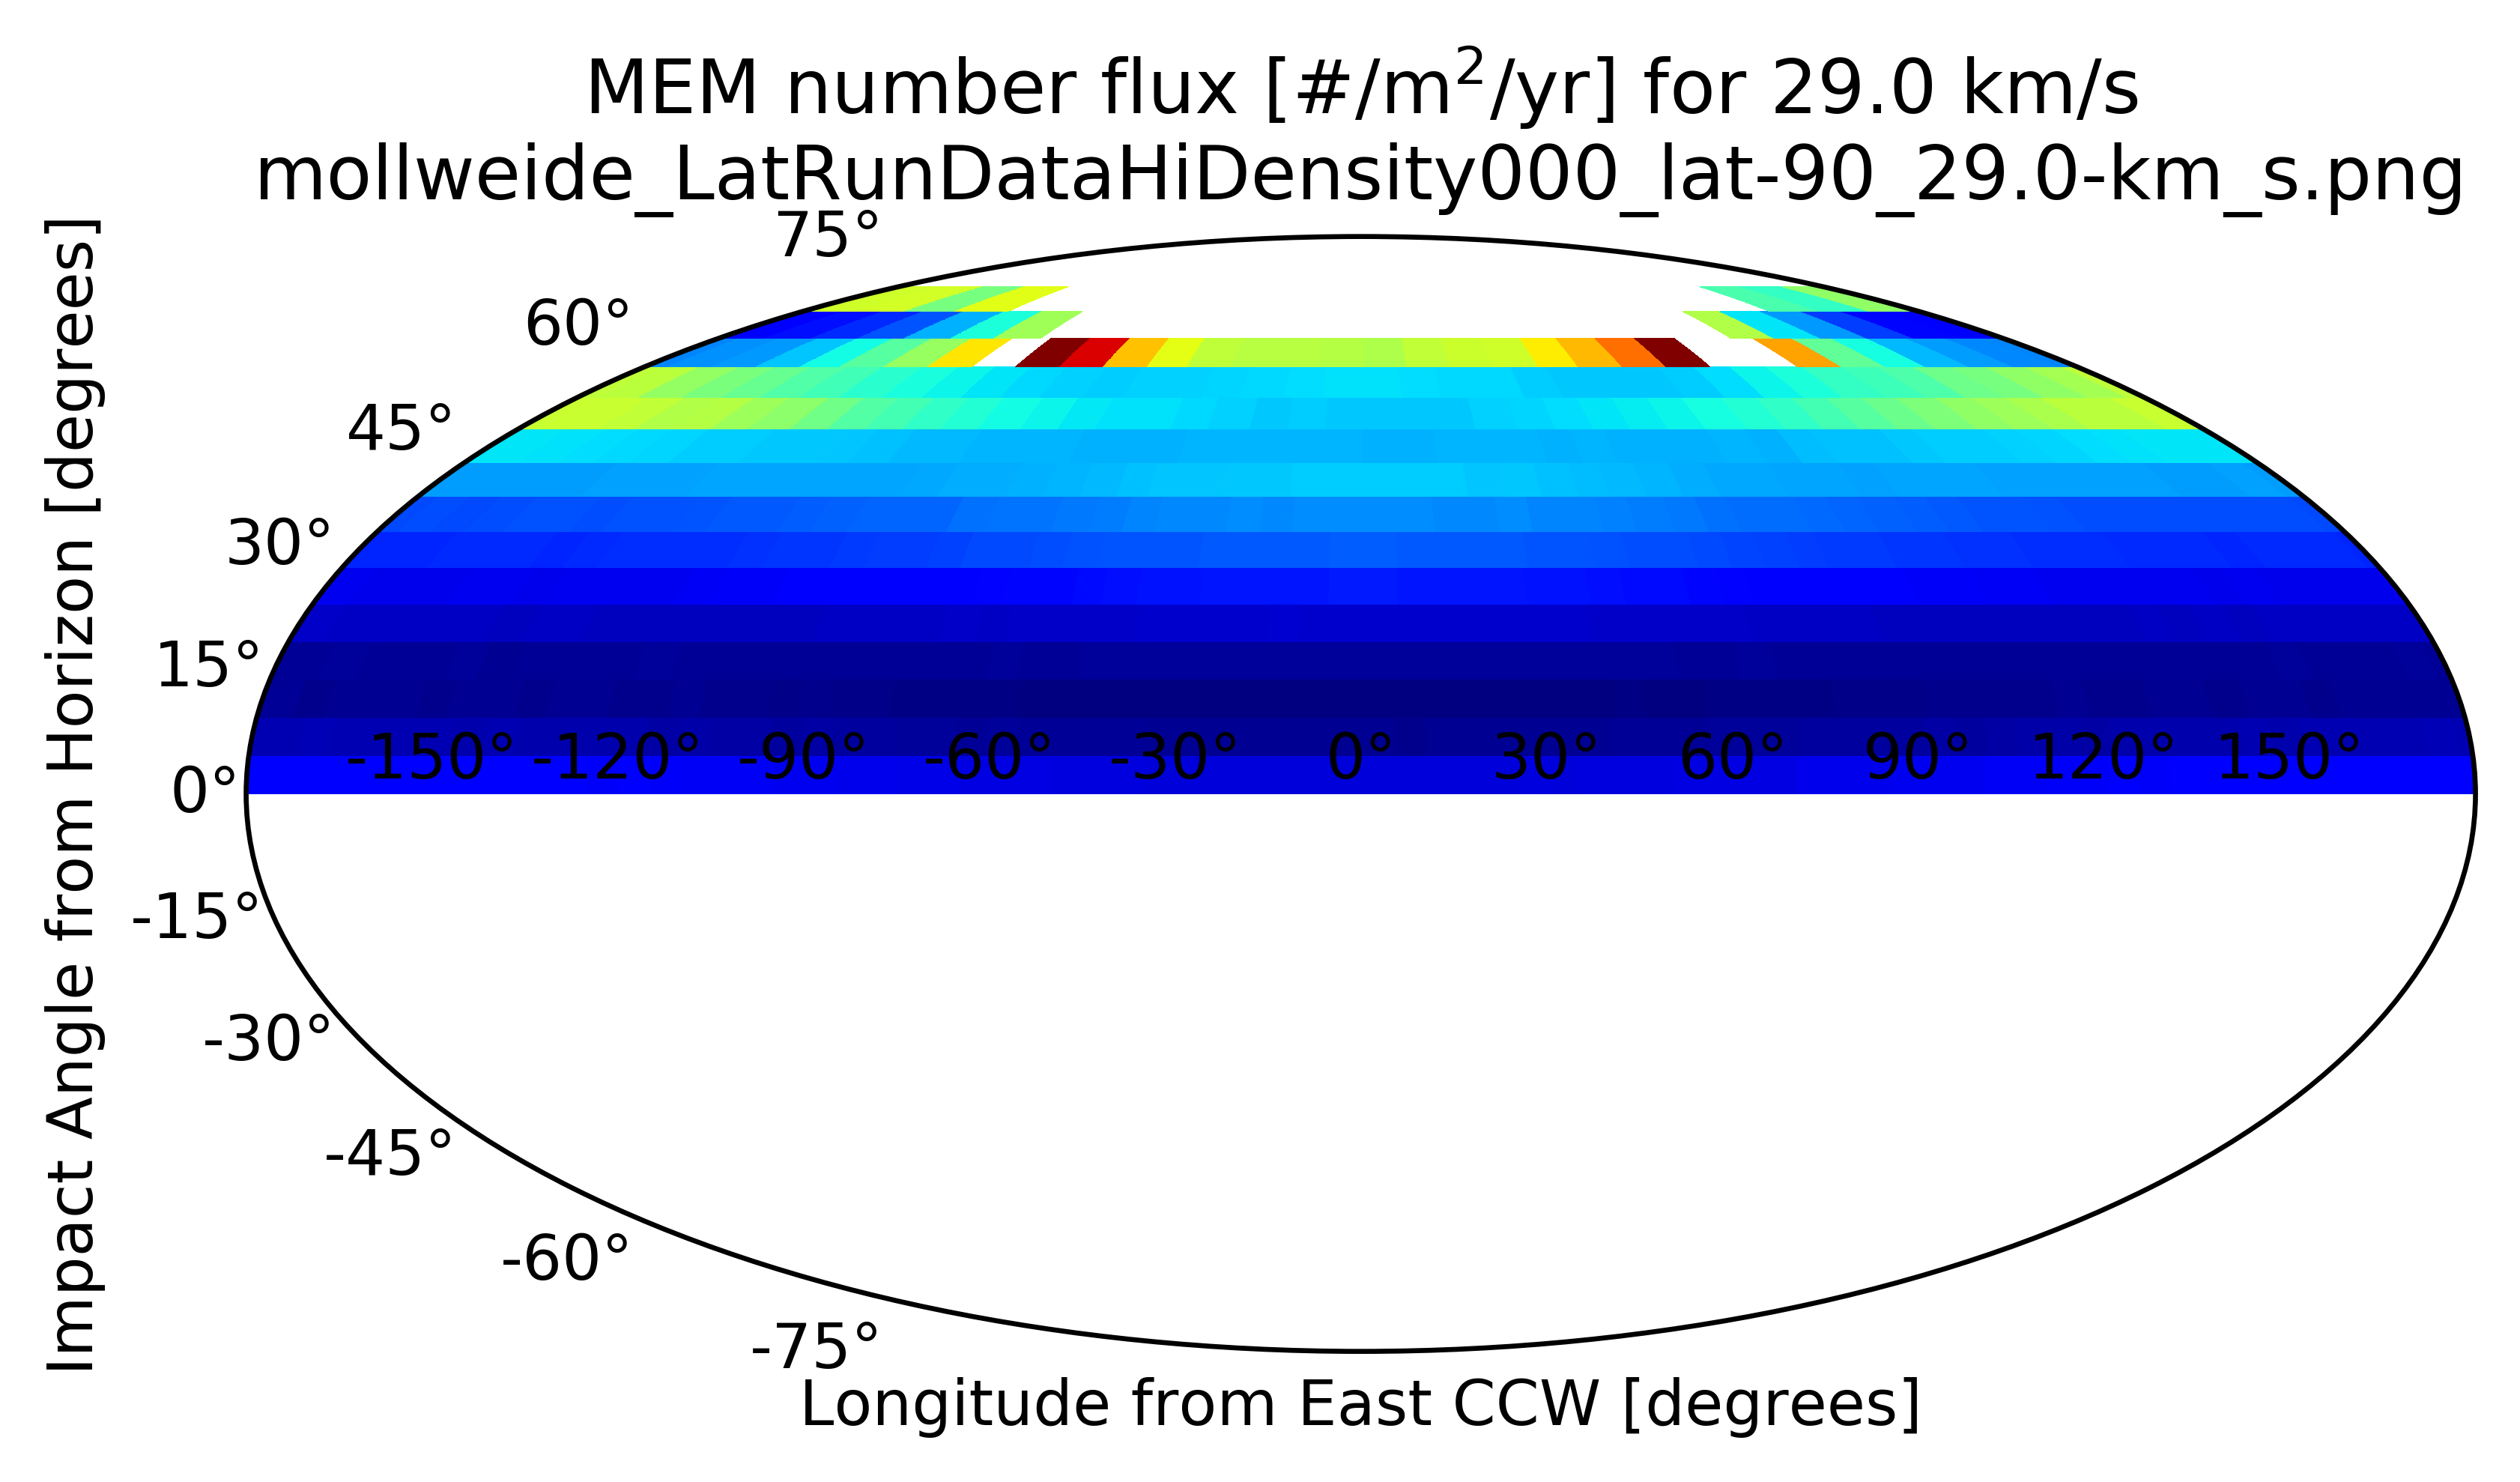 MEM number flux [#/m²/yr] for 29.0 km/s
mollweide_LatRunDataHiDensity000_lat-90_29.0-km_s.png
Impact Angle from Horizon [degrees]
75°
60°
45°
30°
15°
0°
-15°
-30°
-45°
-60°
-75°
-150° -120° -90° -60° -30° 0° 30° 60° 90° 120° 150°
Longitude from East CCW [degrees]